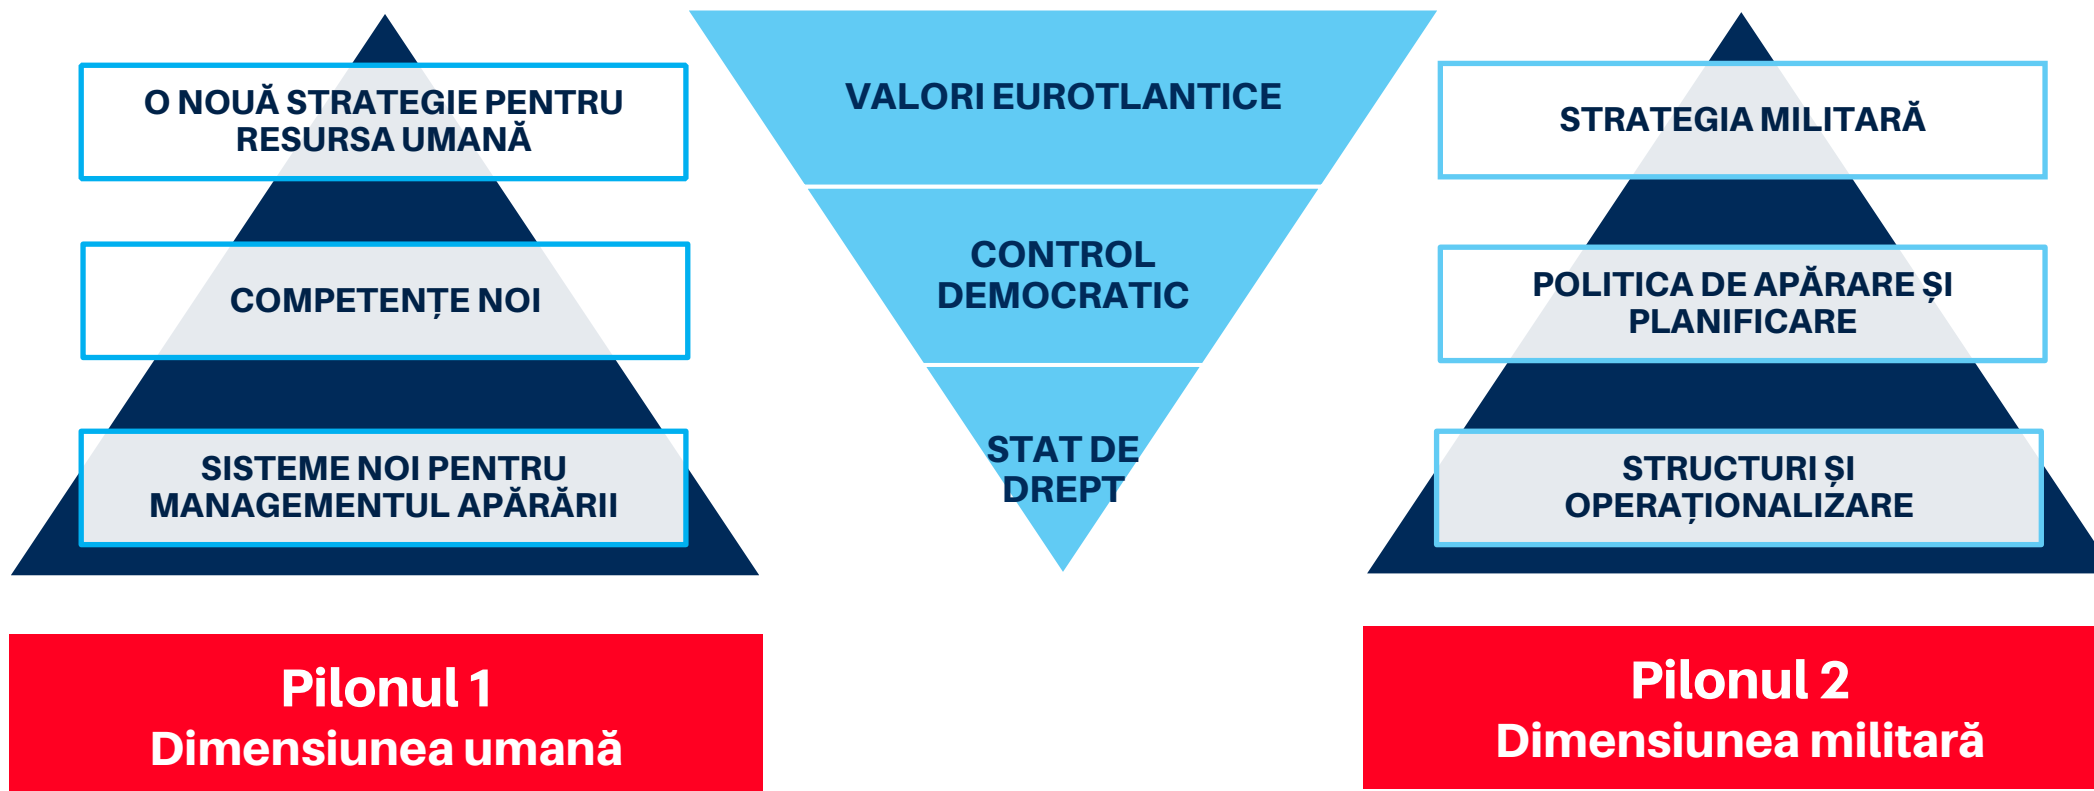 O NOUĂ STRATEGIE PENTRU
RESURSA UMANĂ
COMPETENȚE NOI
SISTEME NOI PENTRU
MANAGEMENTUL APĂRĂRII
Pilonul 1
Dimensiunea umană
VALORI EUROTLANTICE
CONTROL
DEMOCRATIC
STAT DE
DREPT
STRATEGIA MILITARĂ
POLITICA DE APĂRARE ȘI
PLANIFICARE
STRUCTURI ȘI
OPERAȚIONALIZARE
Pilonul 2
Dimensiunea militară